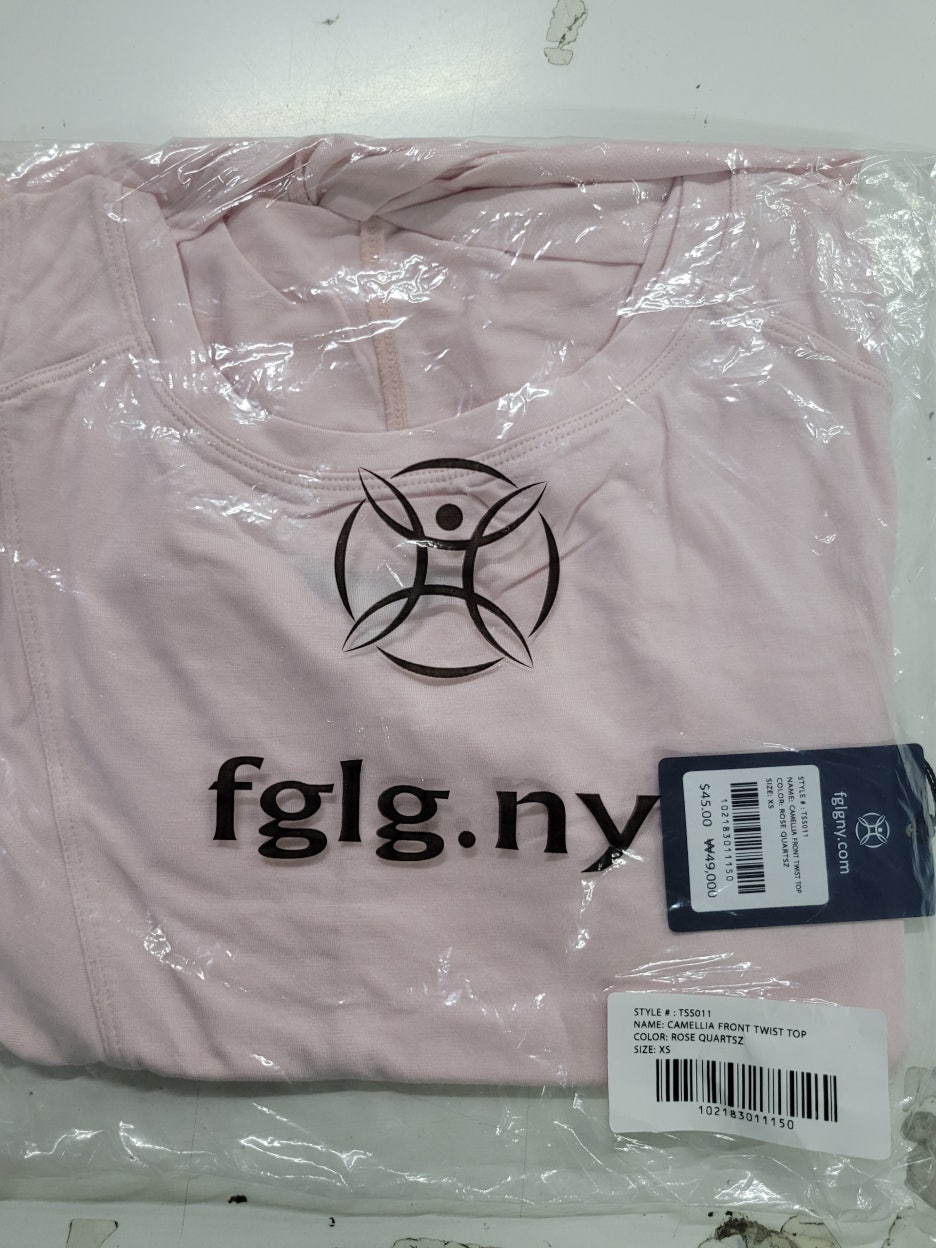 fglg.ny
fglgny.com
STYLE # : TSS011
NAME: CAMELLIA FRONT TWIST TOP
COLOR: ROSE QUARTSZ
SIZE: XS
102183011150
$45.00 ₩49,000
STYLE # : TSS011
NAME: CAMELLIA FRONT TWIST TOP
COLOR: ROSE QUARTSZ
SIZE: XS
102183011150